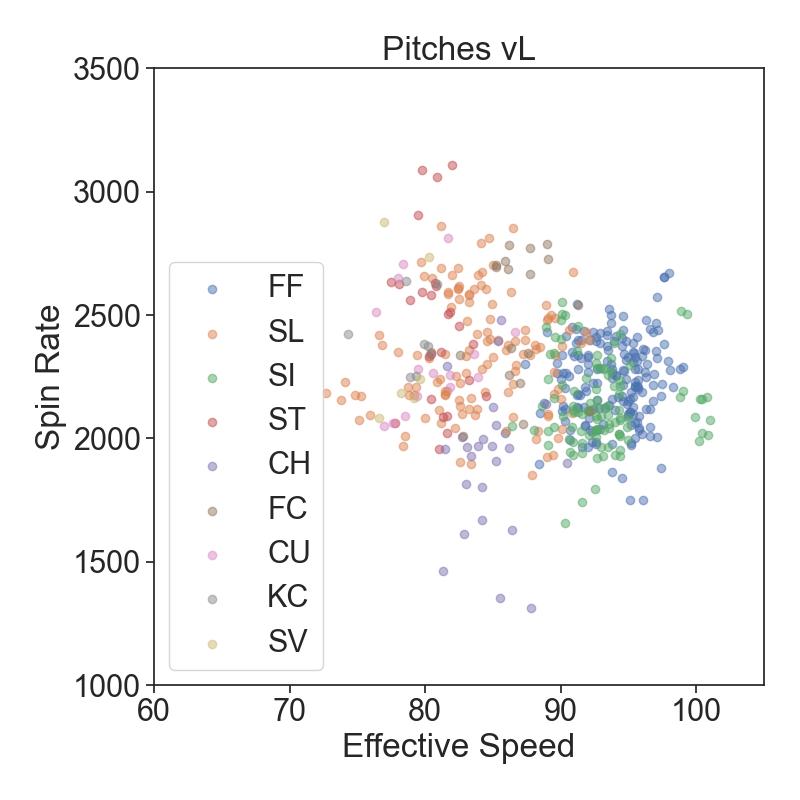 Pitches vL
3500
3000
2500
2000
1500
1000
Spin Rate
FF
SL
SI
ST
CH
FC
CU
KC
SV
60 70 80 90 100
Effective Speed